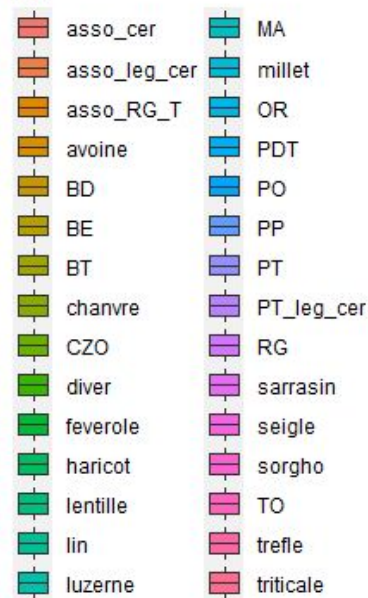 asso_cer
asso_leg_cer
asso_RG_T
avoine
BD
BE
BT
chanvre
CZO
diver
feverole
haricot
lentille
lin
luzerne
MA
millet
OR
PDT
PO
PP
PT
PT_leg_cer
RG
sarrasin
seigle
sorgho
TO
trefle
triticale